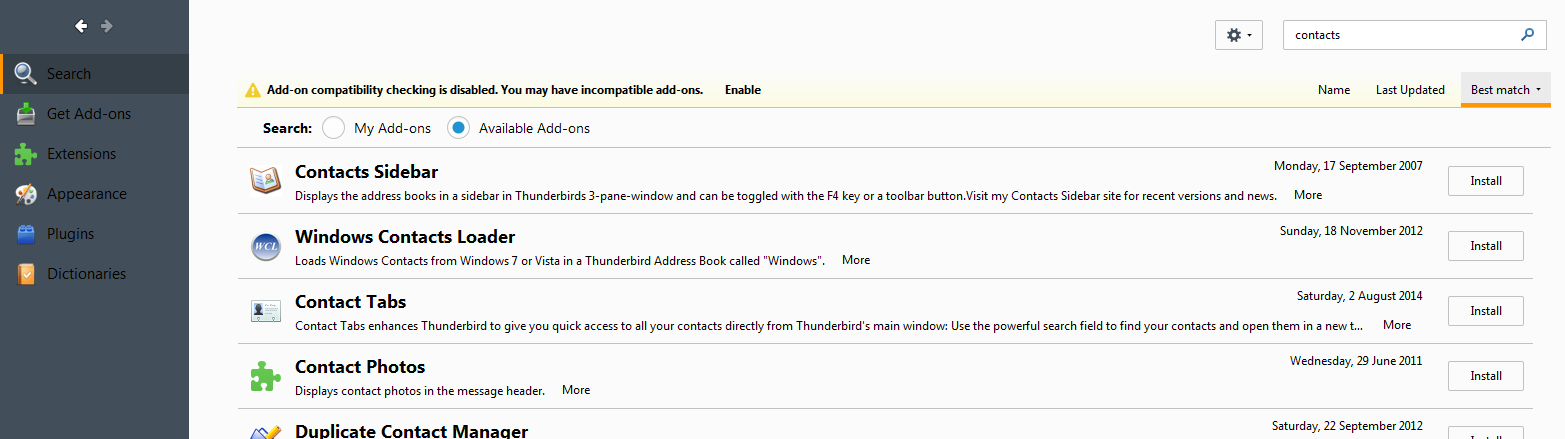 contacts
Search
Get Add-ons
Extensions
Appearance
Plugins
Dictionaries
Add-on compatibility checking is disabled. You may have incompatible add-ons. Enable Name Last Updated Best match
Search: My Add-ons Available Add-ons
Contacts Sidebar Monday, 17 September 2007
Displays the address books in a sidebar in Thunderbirds 3-pane-window and can be toggled with the F4 key or a toolbar button.Visit my Contacts Sidebar site for recent versions and news. More
Install
WCL
Windows Contacts Loader Sunday, 18 November 2012
Loads Windows Contacts from Windows 7 or Vista in a Thunderbird Address Book called "Windows". More
Install
Contact Tabs Saturday, 2 August 2014
Contact Tabs enhances Thunderbird to give you quick access to all your contacts directly from Thunderbird's main window: Use the powerful search field to find your contacts and open them in a new t... More
Install
Contact Photos Wednesday, 29 June 2011
Displays contact photos in the message header. More
Install
Duplicate Contact Manager Saturday, 22 September 2012
Install